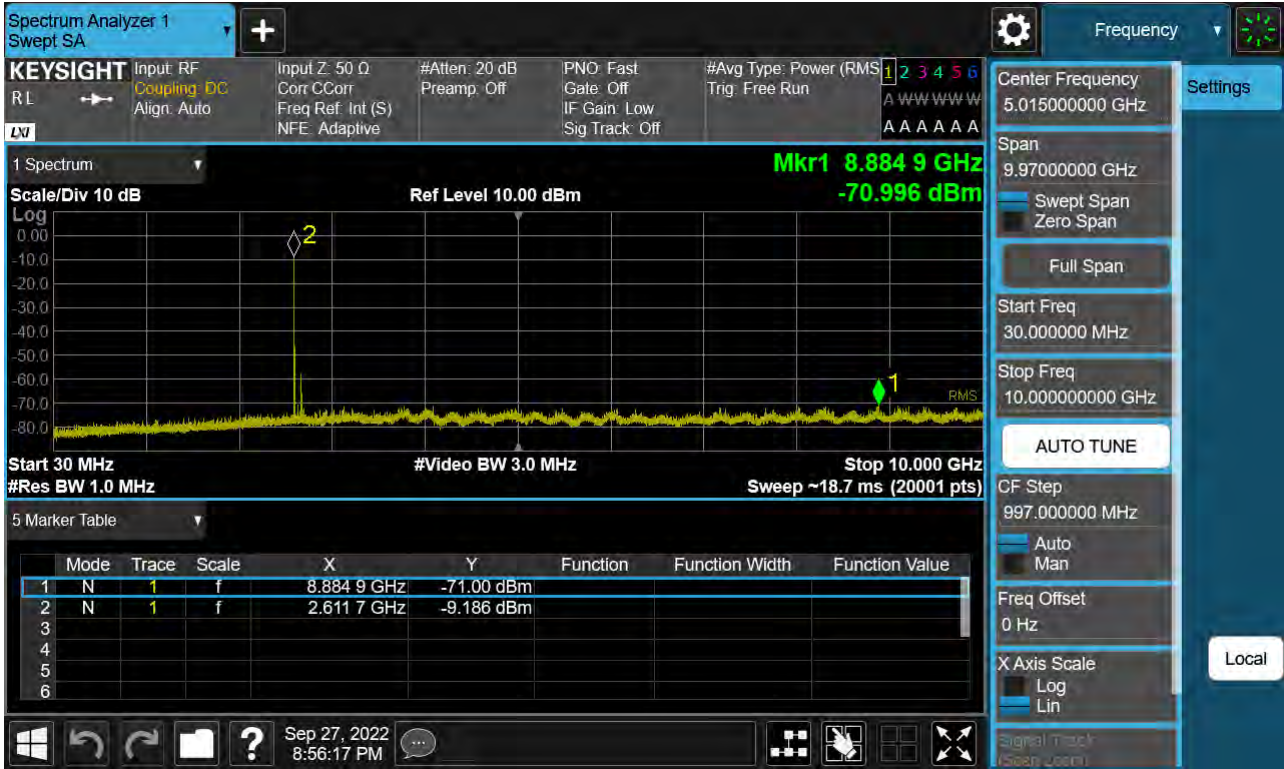 Spectrum Analyzer 1
Swept SA
Frequency
KEYSIGHT
RL
LXI
Input: RF
Coupling: DC
Align: Auto
Input Z: 50 Ω
Corr CCorr
Freq Ref: Int (S)
NFE: Adaptive
#Atten: 20 dB
Preamp: Off
PNO: Fast
Gate: Off
IF Gain: Low
Sig Track: Off
#Avg Type: Power (RMS
Trig: Free Run
1 2 3 4 5 6
A W W W W W
A A A A A A
1 Spectrum
Mkr1 8.884 9 GHz
-70.996 dBm
Scale/Div 10 dB
Ref Level 10.00 dBm
Log
0.00
-10.0
-20.0
-30.0
-40.0
-50.0
-60.0
-70.0
-80.0
2
1
RMS
Start 30 MHz
#Video BW 3.0 MHz
Stop 10.000 GHz
#Res BW 1.0 MHz
Sweep ~18.7 ms (20001 pts)
5 Marker Table
Mode Trace Scale X Y Function Function Width Function Value
1 N 1 f 8.884 9 GHz -71.00 dBm
2 N 1 f 2.611 7 GHz -9.186 dBm
3
4
5
6
Center Frequency
5.015000000 GHz
Settings
Span
9.97000000 GHz
Swept Span
Zero Span
Full Span
Start Freq
30.000000 MHz
Stop Freq
10.000000000 GHz
AUTO TUNE
CF Step
997.000000 MHz
Auto
Man
Freq Offset
0 Hz
X Axis Scale
Log
Lin
Signal Track
(Span Zoom)
Local
?
Sep 27, 2022
8:56:17 PM